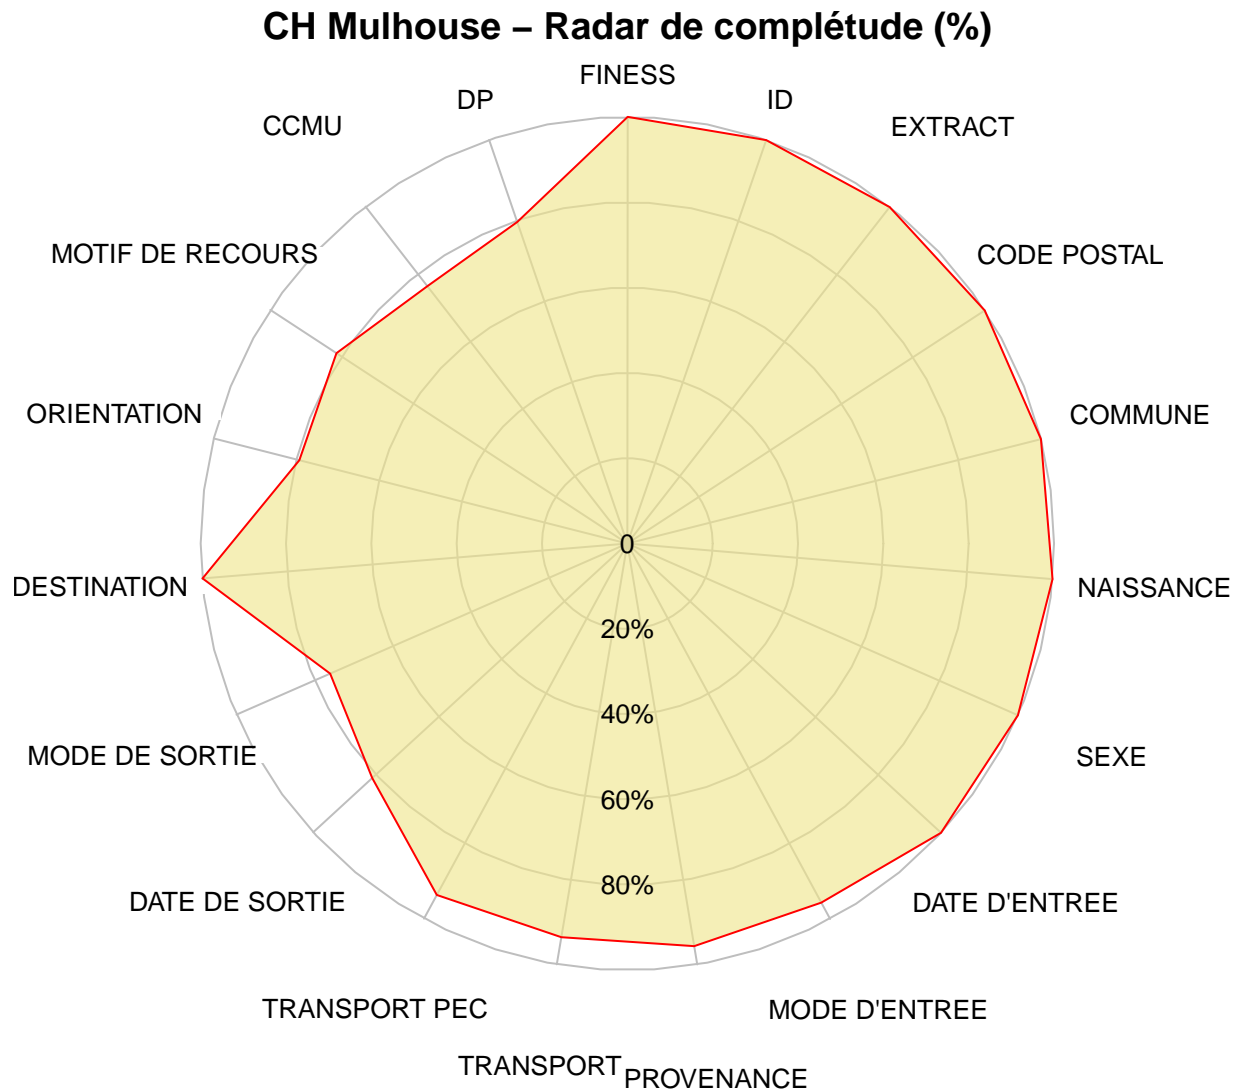 CH Mulhouse – Radar de complétude (%)
FINESS
DP
ID
CCMU
EXTRACT
MOTIF DE RECOURS
CODE POSTAL
ORIENTATION
COMMUNE
0
DESTINATION
NAISSANCE
20%
40%
MODE DE SORTIE
SEXE
60%
80%
DATE DE SORTIE
DATE D'ENTREE
TRANSPORT PEC
MODE D'ENTREE
TRANSPORT
PROVENANCE